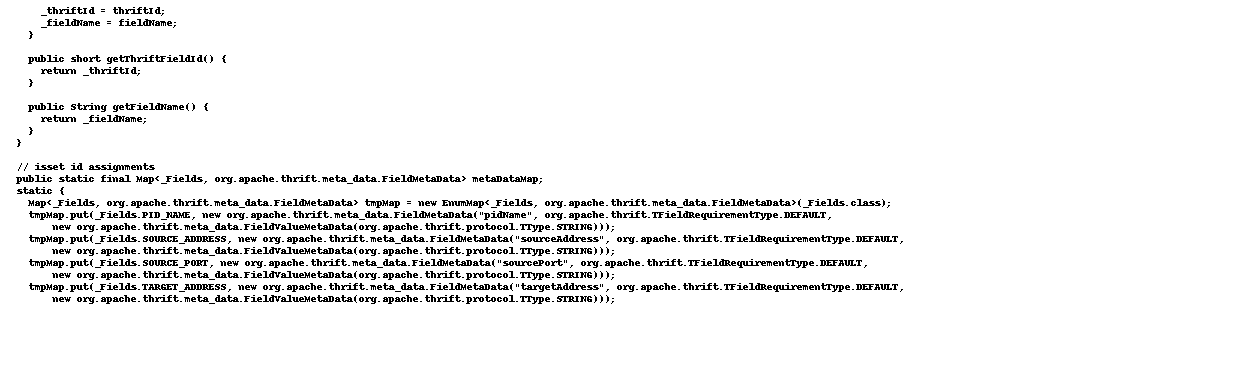 _thriftId = thriftId;
_fieldName = fieldName;
}
public short getThriftFieldId() {
return _thriftId;
}
public String getFieldName() {
return _fieldName;
}
}
// isset id assignments
public static final Map<_Fields, org.apache.thrift.meta_data.FieldMetaData> metaDataMap;
static {
Map<_Fields, org.apache.thrift.meta_data.FieldMetaData> tmpMap = new EnumMap<_Fields, org.apache.thrift.meta_data.FieldMetaData>(_Fields.class);
tmpMap.put(_Fields.PID_NAME, new org.apache.thrift.meta_data.FieldMetaData("pidName", org.apache.thrift.TFieldRequirementType.DEFAULT,
new org.apache.thrift.meta_data.FieldValueMetaData(org.apache.thrift.protocol.TType.STRING)));
tmpMap.put(_Fields.SOURCE_ADDRESS, new org.apache.thrift.meta_data.FieldMetaData("sourceAddress", org.apache.thrift.TFieldRequirementType.DEFAULT,
new org.apache.thrift.meta_data.FieldValueMetaData(org.apache.thrift.protocol.TType.STRING)));
tmpMap.put(_Fields.SOURCE_PORT, new org.apache.thrift.meta_data.FieldMetaData("sourcePort", org.apache.thrift.TFieldRequirementType.DEFAULT,
new org.apache.thrift.meta_data.FieldValueMetaData(org.apache.thrift.protocol.TType.STRING)));
tmpMap.put(_Fields.TARGET_ADDRESS, new org.apache.thrift.meta_data.FieldMetaData("targetAddress", org.apache.thrift.TFieldRequirementType.DEFAULT,
new org.apache.thrift.meta_data.FieldValueMetaData(org.apache.thrift.protocol.TType.STRING)));